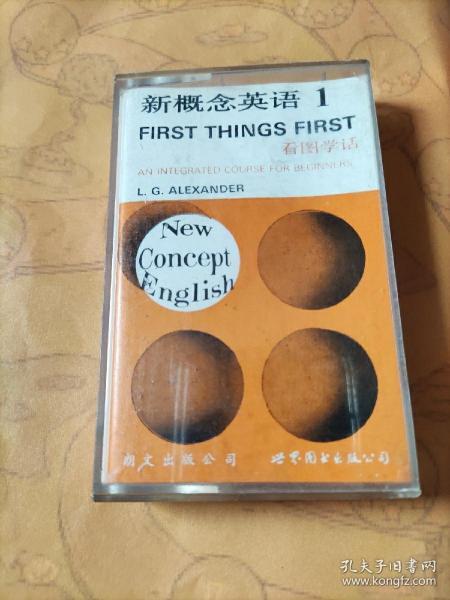 新概念英语 1
FIRST THINGS FIRST
看图学话
AN INTEGRATED COURSE FOR BEGINNERS
L. G. ALEXANDER
New
Concept
English
朗文出版公司
世界图书出版公司
孔夫子旧书网
www.kongfz.com